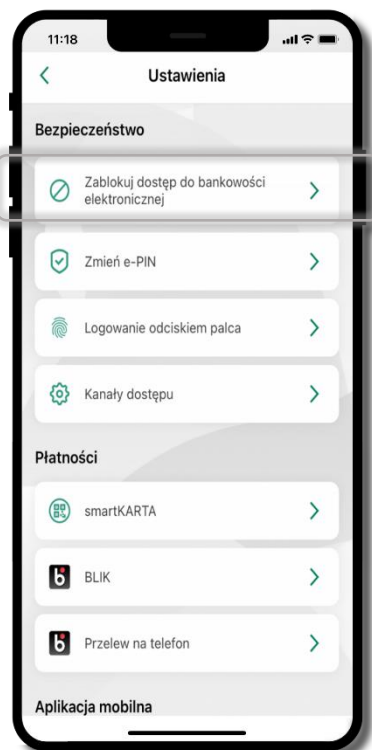 11:18
Ustawienia
Bezpieczeństwo
Zablokuj dostęp do bankowości
elektronicznej
Zmień e-PIN
Logowanie odciskiem palca
Kanały dostępu
Płatności
smartKARTA
BLIK
Przelew na telefon
Aplikacja mobilna